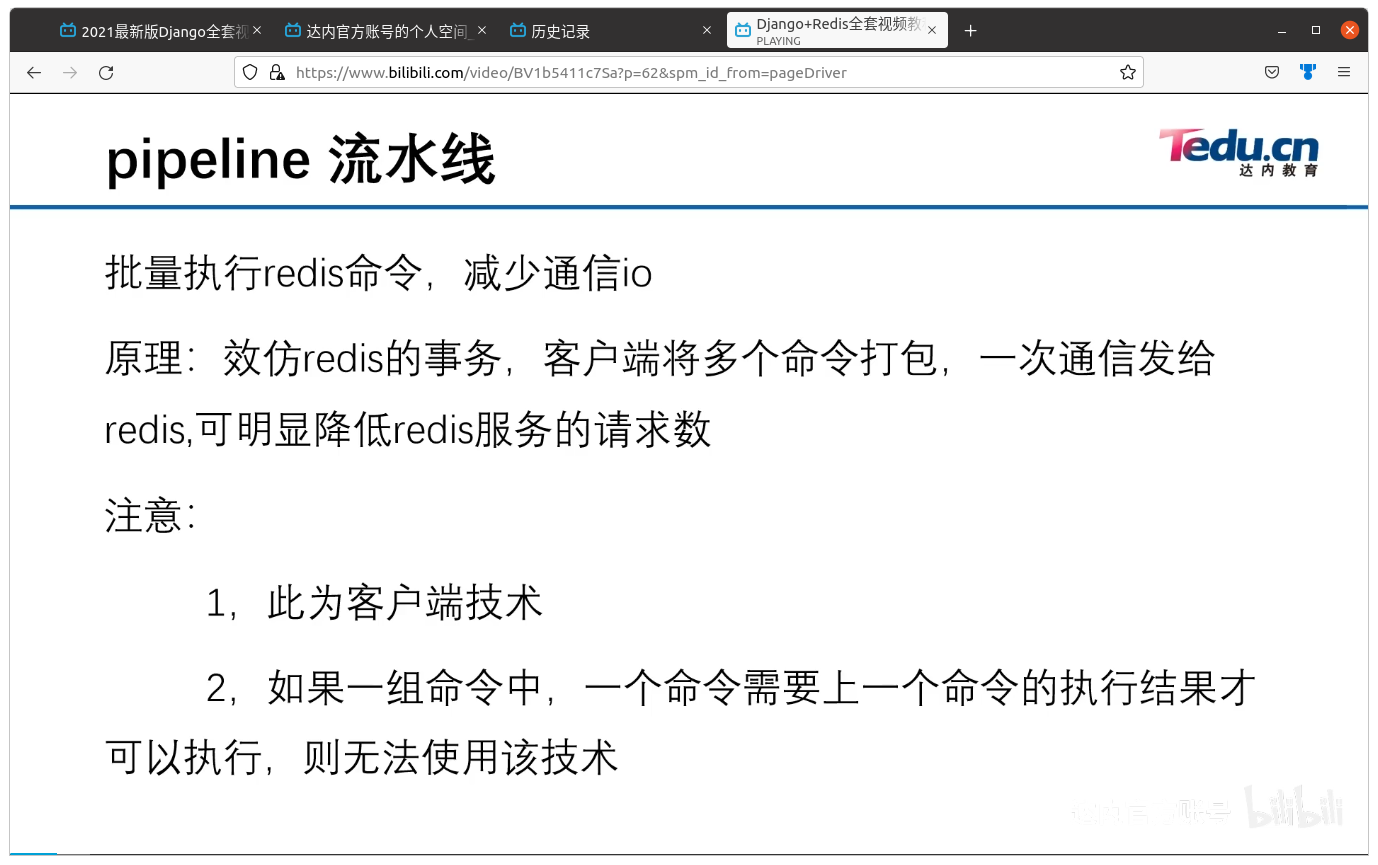 2021最新版Django全套视
达内官方账号的个人空间_
历史记录
Django+Redis全套视频教
PLAYING
https://www.bilibili.com/video/BV1b5411c7Sa?p=62&spm_id_from=pageDriver
pipeline 流水线
Tedu.cn
达内教育
批量执行redis命令，减少通信io
原理：效仿redis的事务，客户端将多个命令打包，一次通信发给
redis,可明显降低redis服务的请求数
注意：
1，此为客户端技术
2，如果一组命令中，一个命令需要上一个命令的执行结果才
可以执行，则无法使用该技术
达内官方账号 bilibili